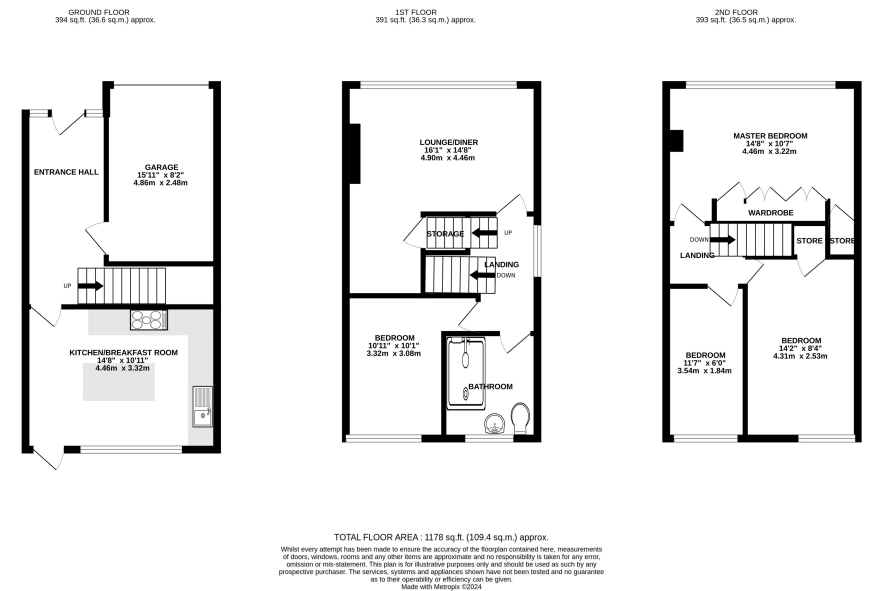 GROUND FLOOR
394 sq.ft. (36.6 sq.m.) approx.
1ST FLOOR
391 sq.ft. (36.3 sq.m.) approx.
2ND FLOOR
393 sq.ft. (36.5 sq.m.) approx.
ENTRANCE HALL
GARAGE
15'11" x 8'2"
4.86m x 2.48m
UP
KITCHEN/BREAKFAST ROOM
14'8" x 10'11"
4.46m x 3.32m
LOUNGE/DINER
16'1" x 14'8"
4.90m x 4.46m
STORAGE
UP
LANDING
DOWN
BEDROOM
10'11" x 10'1"
3.32m x 3.08m
BATHROOM
MASTER BEDROOM
14'8" x 10'7"
4.46m x 3.22m
WARDROBE
DOWN
LANDING
STORE
STORE
BEDROOM
11'7" x 6'0"
3.54m x 1.84m
BEDROOM
14'2" x 8'4"
4.31m x 2.53m
TOTAL FLOOR AREA : 1178 sq.ft. (109.4 sq.m.) approx.
Whilst every attempt has been made to ensure the accuracy of the floorplan contained here, measurements
of doors, windows, rooms and any other items are approximate and no responsibility is taken for any error,
omission or mis-statement. This plan is for illustrative purposes only and should be used as such by any
prospective purchaser. The services, systems and appliances shown have not been tested and no guarantee
as to their operability or efficiency can be given.
Made with Metropix ©2024